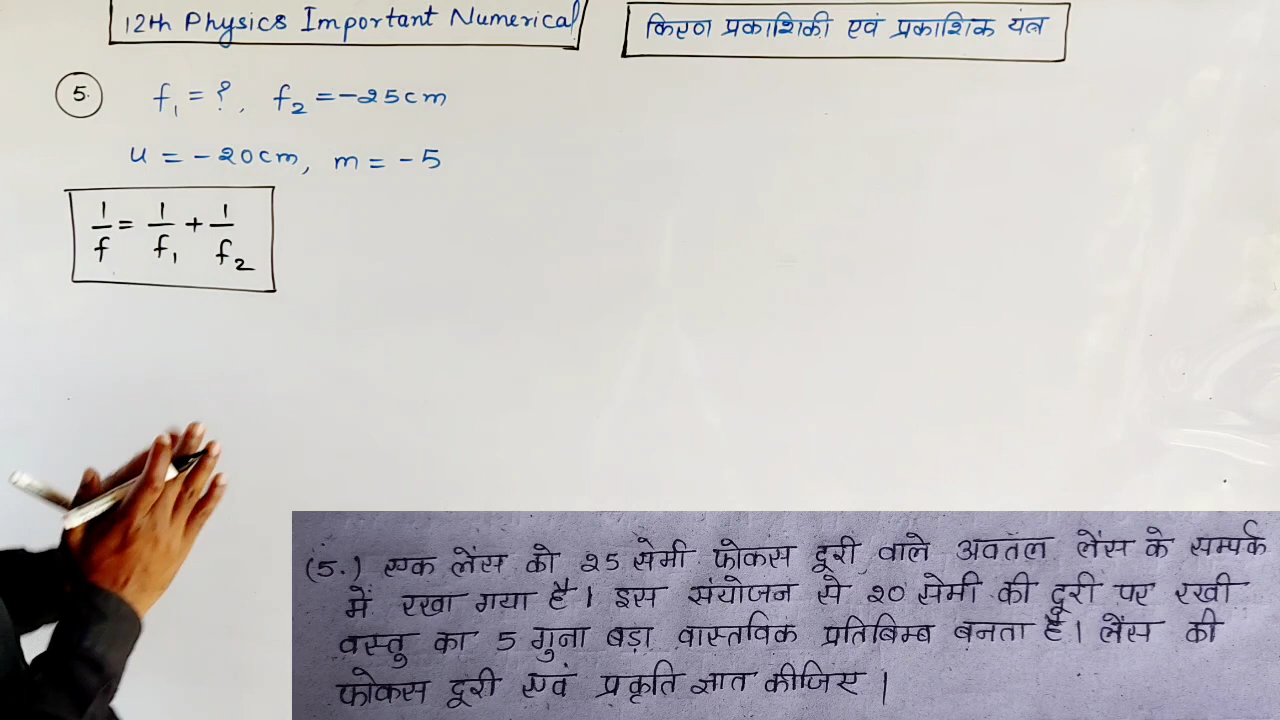 12th Physics Important Numerical
किरण प्रकाशिकी एवं प्रकाशिक यंत्र
5. f₁ = ?, f₂ = -25cm
u = -20cm, m = -5
1/f = 1/f₁ + 1/f₂
(5.) एक लेंस को 25 सेमी फोकस दूरी वाले अवतल लेंस के सम्पर्क
में रखा गया है। इस संयोजन से 20 सेमी की दूरी पर रखी
वस्तु का 5 गुना बड़ा वास्तविक प्रतिबिम्ब बनता है। लेंस की
फोकस दूरी एवं प्रकृति ज्ञात कीजिए।